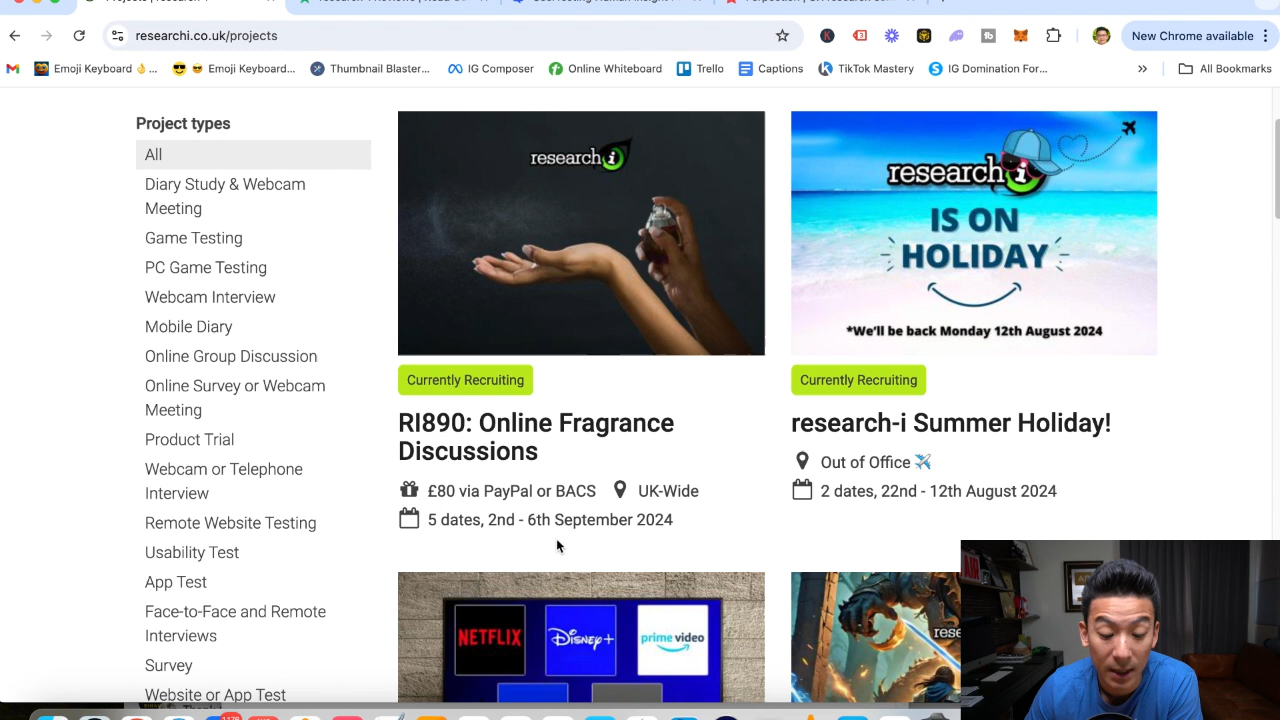 researchi.co.uk/projects
New Chrome available
Emoji Keyboard 👌 ...
Emoji Keyboard...
Thumbnail Blaster...
IG Composer
Online Whiteboard
Trello
Captions
TikTok Mastery
IG Domination For...
All Bookmarks
Project types
All
Diary Study & Webcam
Meeting
Game Testing
PC Game Testing
Webcam Interview
Mobile Diary
Online Group Discussion
Online Survey or Webcam
Meeting
Product Trial
Webcam or Telephone
Interview
Remote Website Testing
Usability Test
App Test
Face-to-Face and Remote
Interviews
Survey
Website or App Test
research i
Currently Recruiting
RI890: Online Fragrance
Discussions
£80 via PayPal or BACS
UK-Wide
5 dates, 2nd - 6th September 2024
NETFLIX
Disney+
prime video
research i
IS ON
HOLIDAY
*We'll be back Monday 12th August 2024
Currently Recruiting
research-i Summer Holiday!
Out of Office ✈️
2 dates, 22nd - 12th August 2024